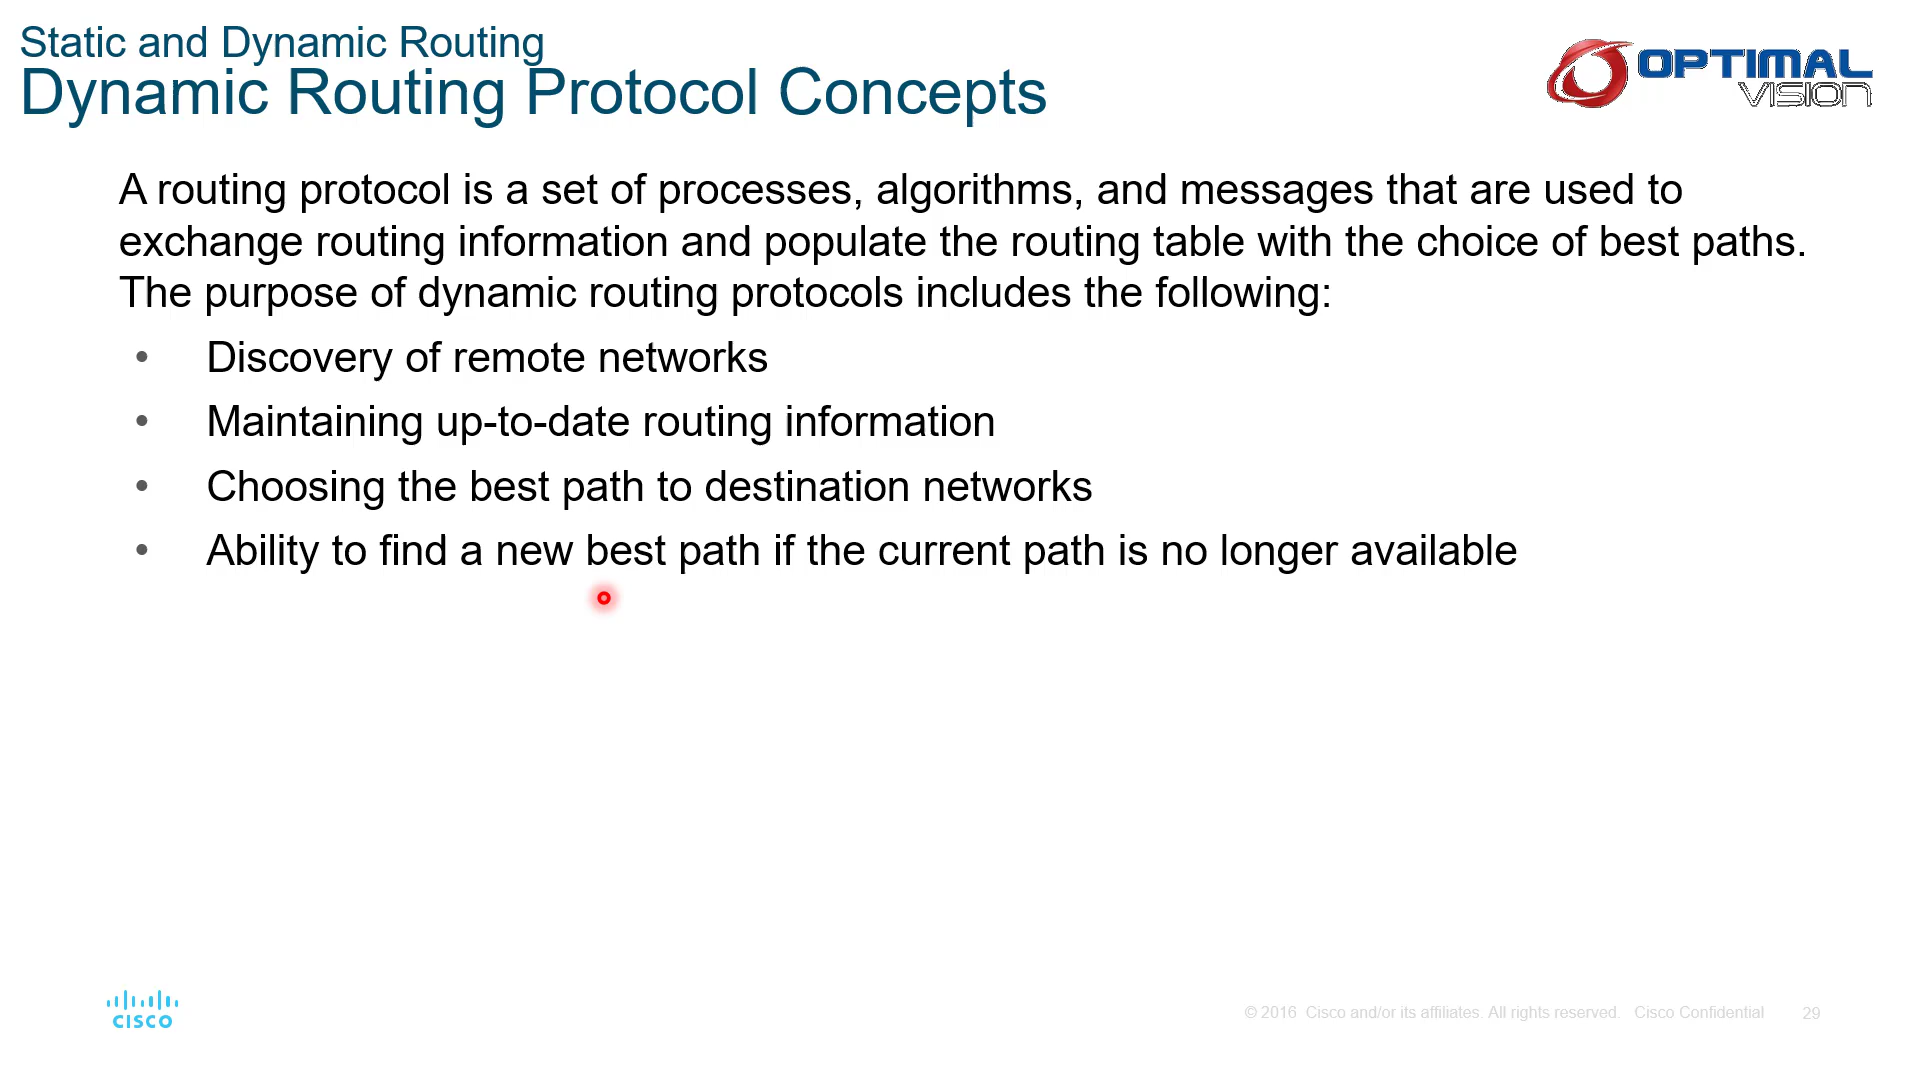 Static and Dynamic Routing
Dynamic Routing Protocol Concepts
OPTIMAL
VISION
A routing protocol is a set of processes, algorithms, and messages that are used to
exchange routing information and populate the routing table with the choice of best paths.
The purpose of dynamic routing protocols includes the following:
• Discovery of remote networks
• Maintaining up-to-date routing information
• Choosing the best path to destination networks
• Ability to find a new best path if the current path is no longer available
CISCO
© 2016 Cisco and/or its affiliates. All rights reserved. Cisco Confidential 29